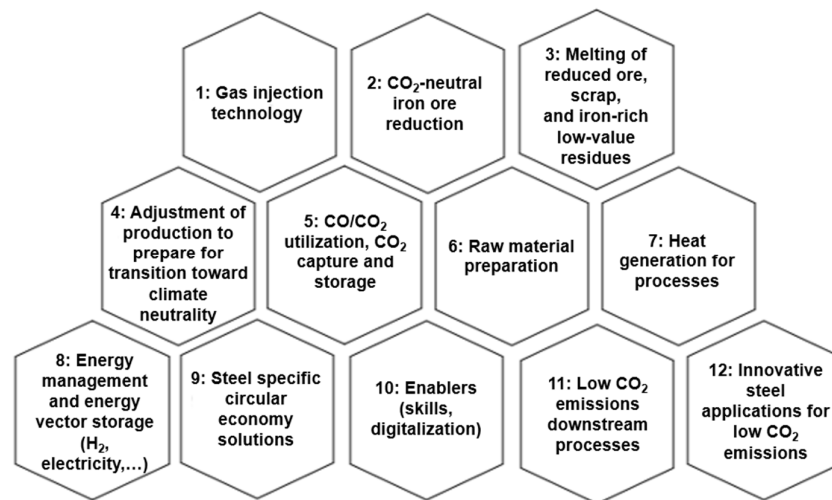 1: Gas injection
technology
2: CO₂-neutral
iron ore
reduction
3: Melting of
reduced ore,
scrap,
and iron-rich
low-value
residues
4: Adjustment of
production to
prepare for
transition toward
climate
neutrality
5: CO/CO₂
utilization, CO₂
capture and
storage
6: Raw material
preparation
7: Heat
generation for
processes
8: Energy
management
and energy
vector storage
(H₂,
electricity,…)
9: Steel specific
circular
economy
solutions
10: Enablers
(skills,
digitalization)
11: Low CO₂
emissions
downstream
processes
12: Innovative
steel
applications for
low CO₂
emissions